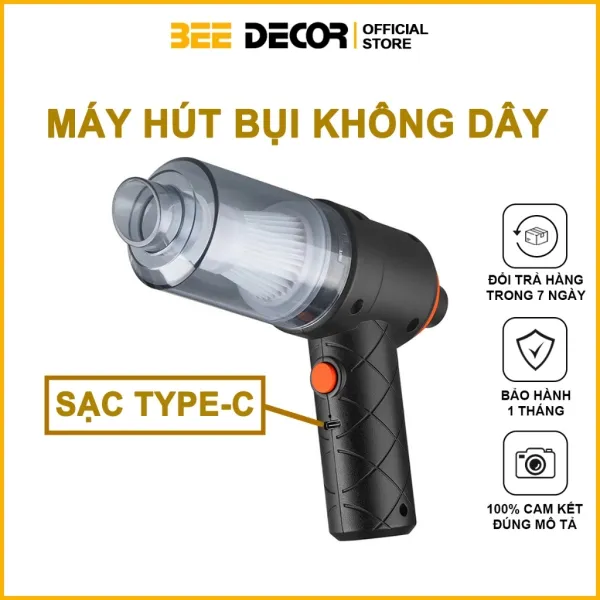 BEE DECOR OFFICIAL
STORE
MÁY HÚT BỤI KHÔNG DÂY
ĐỔI TRẢ HÀNG
TRONG 7 NGÀY
SẠC TYPE-C
BẢO HÀNH
1 THÁNG
100% CAM KẾT
ĐÚNG MÔ TẢ